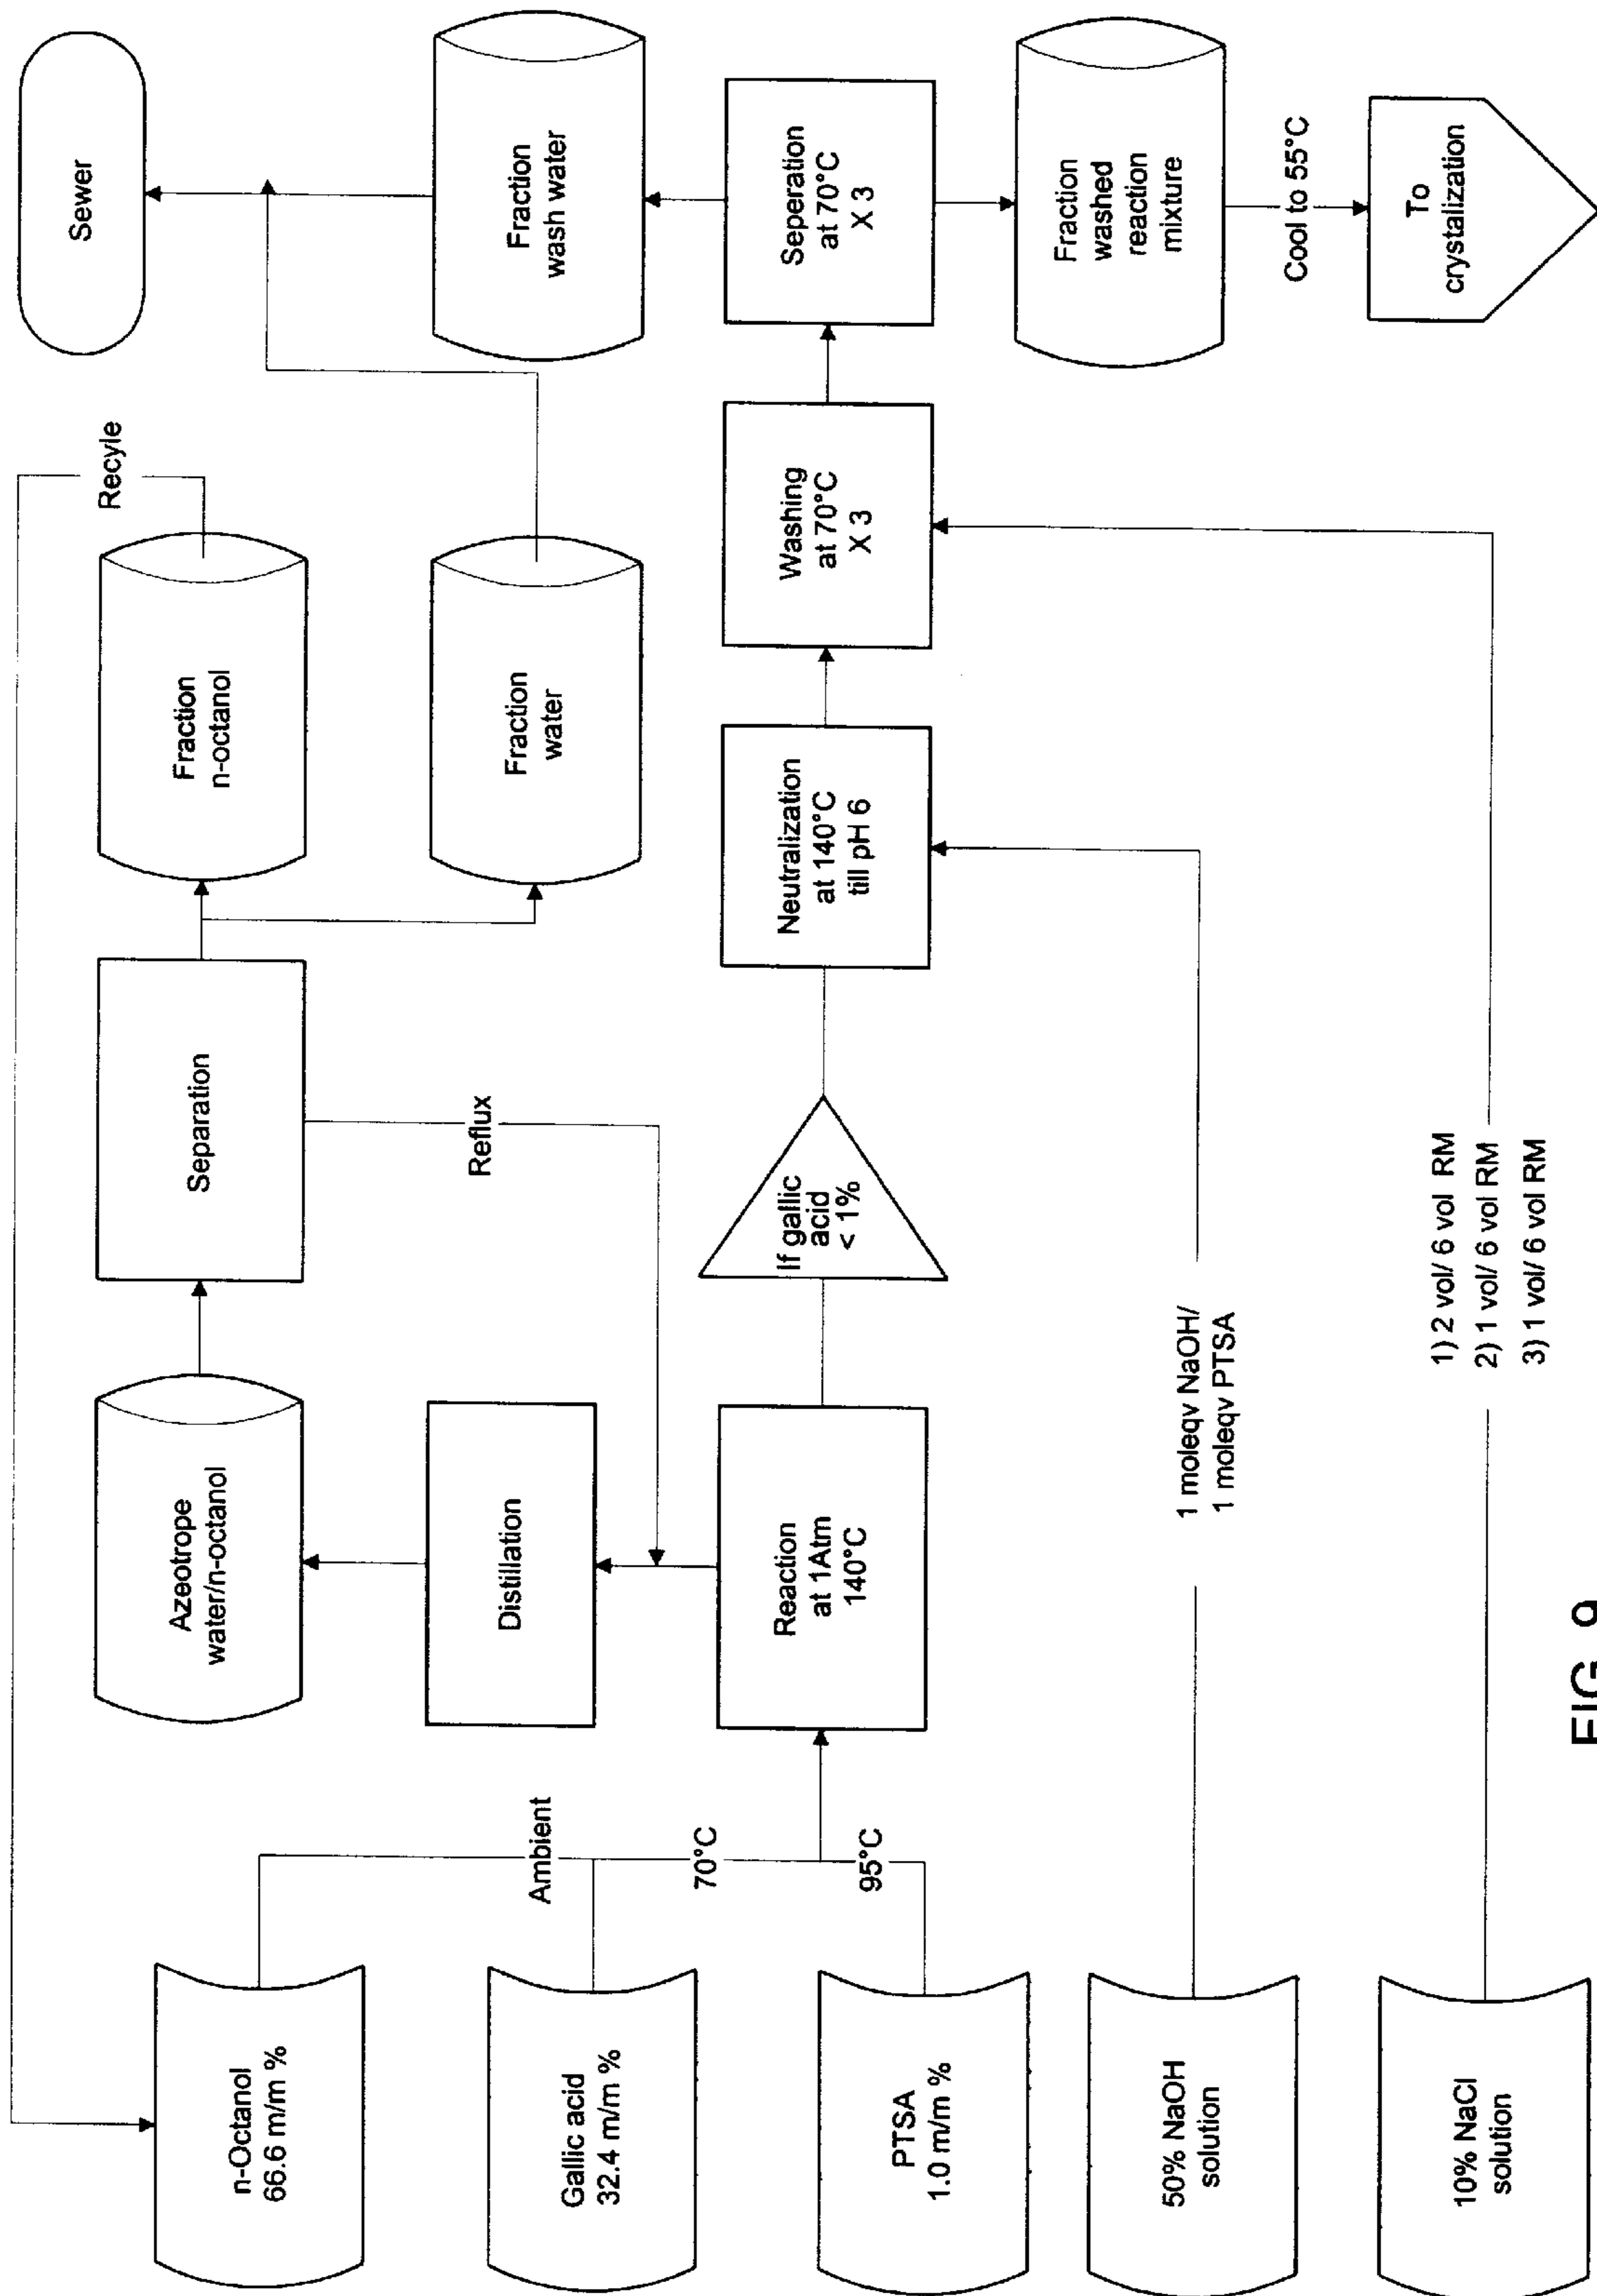 n-Octanol
66.6 m/m %
Gallic acid
32.4 m/m %
PTSA
1.0 m/m %
50% NaOH
solution
10% NaCl
solution
Ambient
70°C
95°C
Azeotrope
water/n-octanol
Distillation
Reaction
at 1Atm
140°C
Separation
Reflux
If gallic
acid
< 1%
1 moleqv NaOH/
1 moleqv PTSA
1) 2 vol/ 6 vol RM
2) 1 vol/ 6 vol RM
3) 1 vol/ 6 vol RM
Fraction
n-octanol
Fraction
water
Neutralization
at 140°C
till pH 6
Recyle
Washing
at 70°C
X 3
Sewer
Fraction
wash water
Seperation
at 70°C
X 3
Fraction
washed
reaction
mixture
Cool to 55°C
To
crystalization
FIG. 9